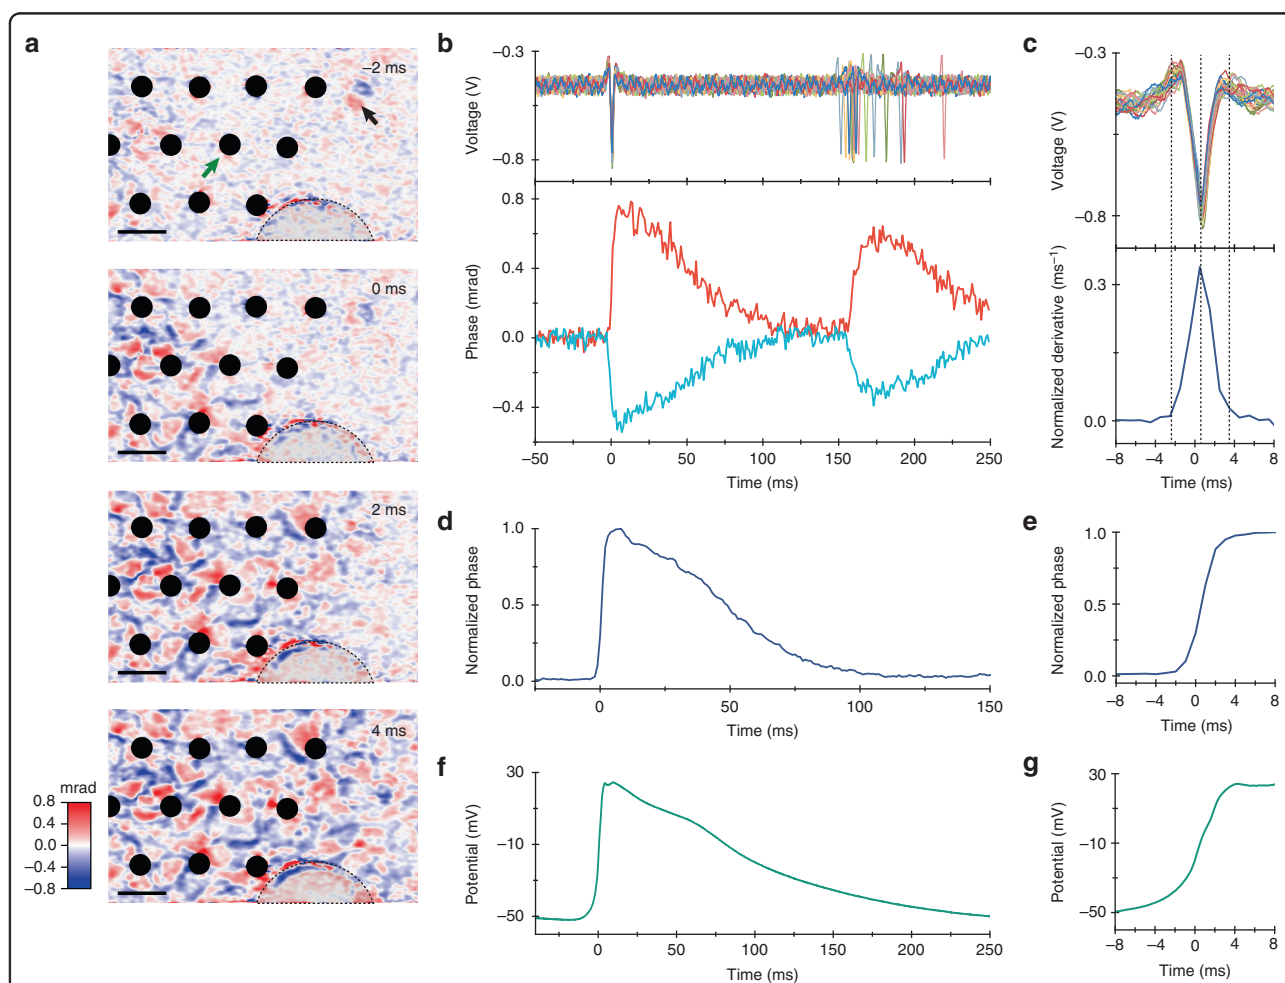 a
−2 ms
0 ms
2 ms
4 ms
mrad
0.8
0.4
0.0
−0.4
−0.8
b
−0.3
−0.8
Voltage (V)
0.8
0.4
0.0
−0.4
Phase (mrad)
−50 0 50 100 150 200 250
Time (ms)
c
−0.3
−0.8
Voltage (V)
0.3
0.0
Normalized derivative (ms−1)
−8 −4 0 4 8
Time (ms)
d
1.0
0.5
0.0
Normalized phase
0 50 100 150
Time (ms)
e
1.0
0.5
0.0
Normalized phase
−8 −4 0 4 8
Time (ms)
f
30
−10
−50
Potential (mV)
0 50 100 150 200 250
Time (ms)
g
30
−10
−50
Potential (mV)
−8 −4 0 4 8
Time (ms)